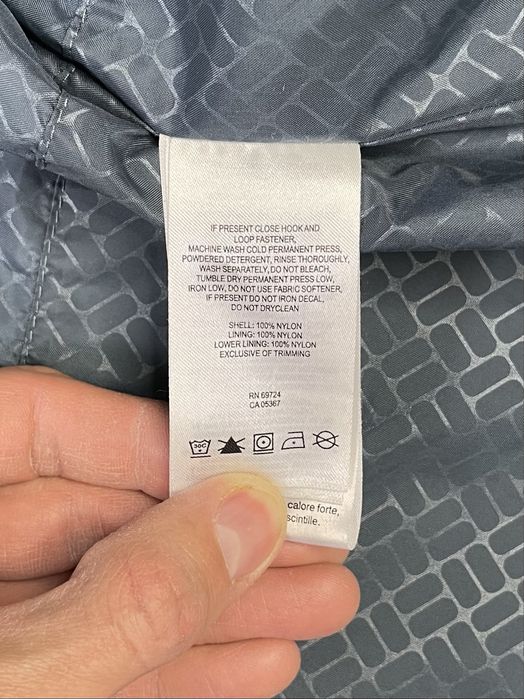 IF PRESENT CLOSE HOOK AND
LOOP FASTENER,
MACHINE WASH COLD PERMANENT PRESS,
POWDERED DETERGENT, RINSE THOROUGHLY,
WASH SEPARATELY, DO NOT BLEACH,
TUMBLE DRY PERMANENT PRESS LOW,
IRON LOW, DO NOT USE FABRIC SOFTENER,
IF PRESENT DO NOT IRON DECAL,
DO NOT DRYCLEAN
SHELL: 100% NYLON
LINING: 100% NYLON
LOWER LINING: 100% NYLON
EXCLUSIVE OF TRIMMING
RN 69724
CA 05367
30C
calore forte,
scintille.